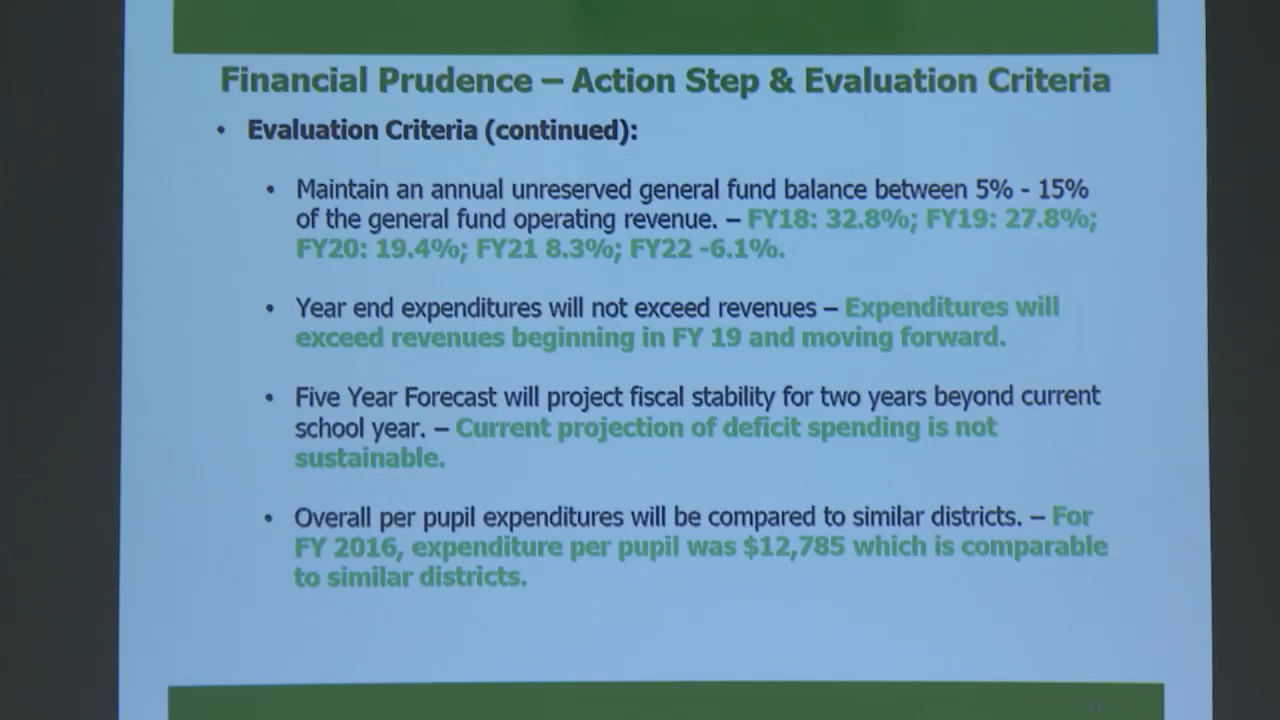 Financial Prudence – Action Step & Evaluation Criteria
• Evaluation Criteria (continued):
• Maintain an annual unreserved general fund balance between 5% - 15%
of the general fund operating revenue. – FY18: 32.8%; FY19: 27.8%;
FY20: 19.4%; FY21 8.3%; FY22 -6.1%.
• Year end expenditures will not exceed revenues – Expenditures will
exceed revenues beginning in FY 19 and moving forward.
• Five Year Forecast will project fiscal stability for two years beyond current
school year. – Current projection of deficit spending is not
sustainable.
• Overall per pupil expenditures will be compared to similar districts. – For
FY 2016, expenditure per pupil was $12,785 which is comparable
to similar districts.
11